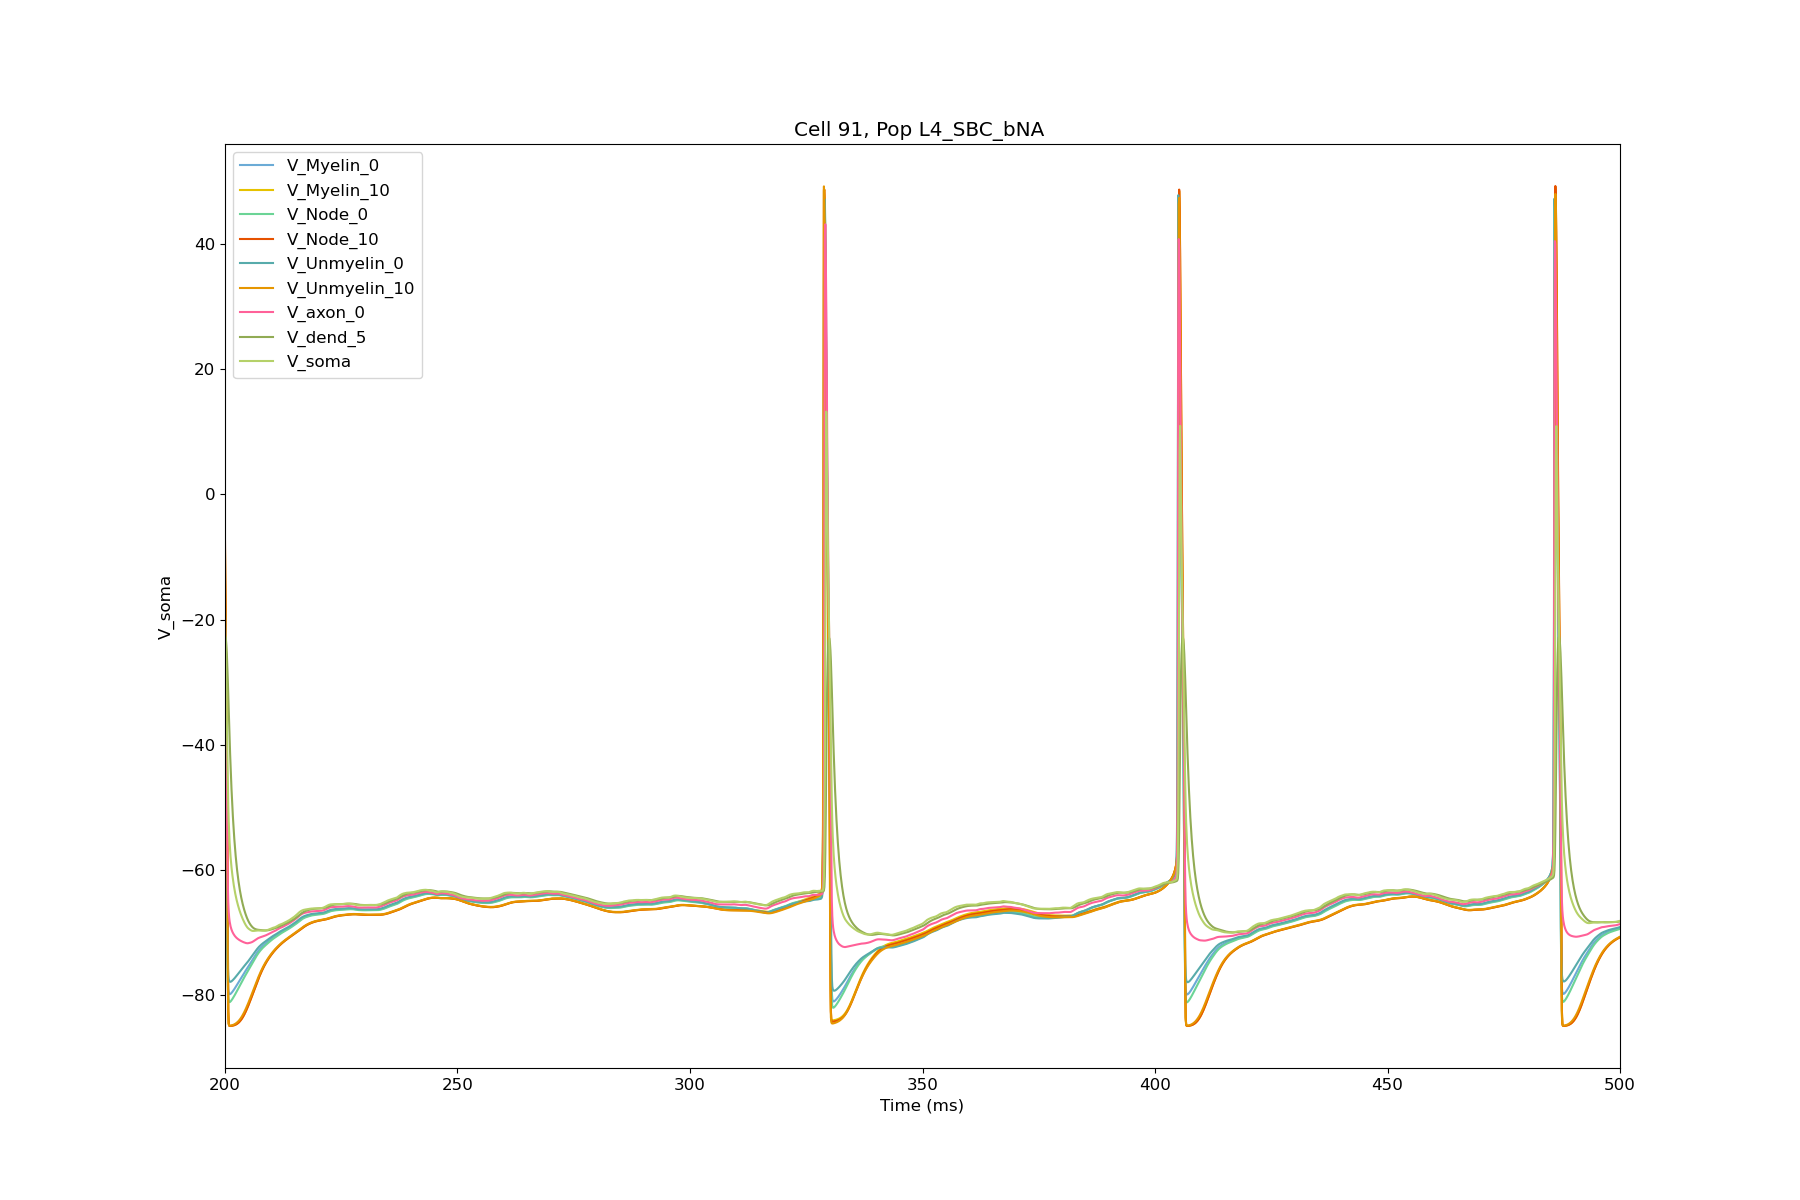 Cell 91, Pop L4_SBC_bNA
V_Myelin_0
V_Myelin_10
V_Node_0
V_Node_10
V_Unmyelin_0
V_Unmyelin_10
V_axon_0
V_dend_5
V_soma
40
20
0
−20
−40
−60
−80
V_soma
200 250 300 350 400 450 500
Time (ms)